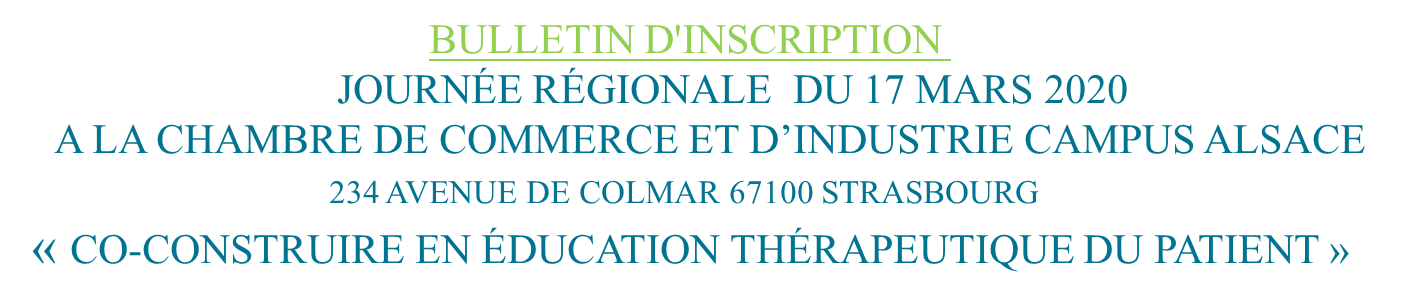 BULLETIN D'INSCRIPTION
JOURNÉE RÉGIONALE DU 17 MARS 2020
A LA CHAMBRE DE COMMERCE ET D’INDUSTRIE CAMPUS ALSACE
234 AVENUE DE COLMAR 67100 STRASBOURG
« CO-CONSTRUIRE EN ÉDUCATION THÉRAPEUTIQUE DU PATIENT »